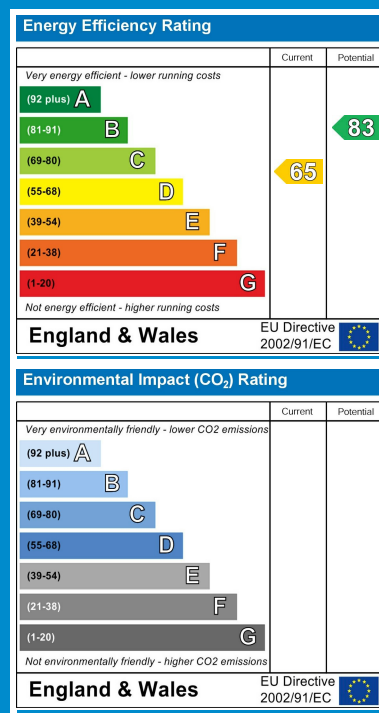 Energy Efficiency Rating
Current Potential
Very energy efficient - lower running costs
(92 plus) A
(81-91) B
83
(69-80) C
65
(55-68) D
(39-54) E
(21-38) F
(1-20) G
Not energy efficient - higher running costs
England & Wales
EU Directive
2002/91/EC
Environmental Impact (CO₂) Rating
Current Potential
Very environmentally friendly - lower CO2 emissions
(92 plus) A
(81-91) B
(69-80) C
(55-68) D
(39-54) E
(21-38) F
(1-20) G
Not environmentally friendly - higher CO2 emissions
England & Wales
EU Directive
2002/91/EC